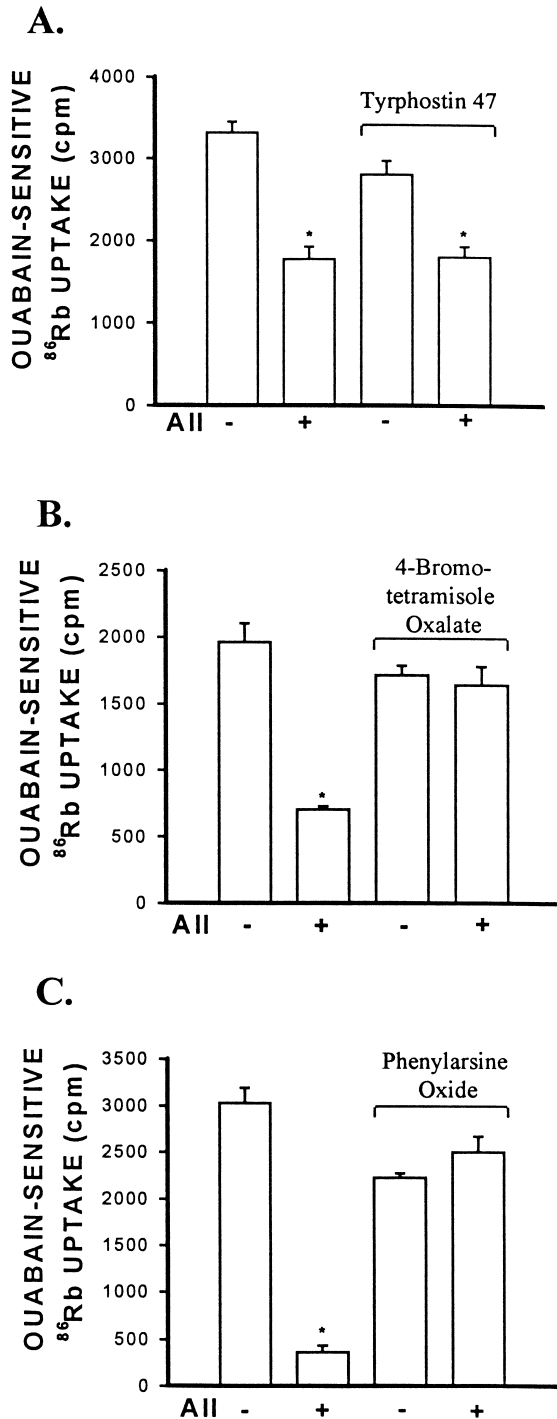 A.
OUABAIN-SENSITIVE
⁸⁶Rb UPTAKE (cpm)
4000
3000
2000
1000
0
Tyrphostin 47
*
*
AII - + - +
B.
OUABAIN-SENSITIVE
⁸⁶Rb UPTAKE (cpm)
2500
2000
1500
1000
500
0
4-Bromo-
tetramisole
Oxalate
*
AII - + - +
C.
OUABAIN-SENSITIVE
⁸⁶Rb UPTAKE (cpm)
3500
3000
2500
2000
1500
1000
500
0
Phenylarsine
Oxide
*
AII - + - +